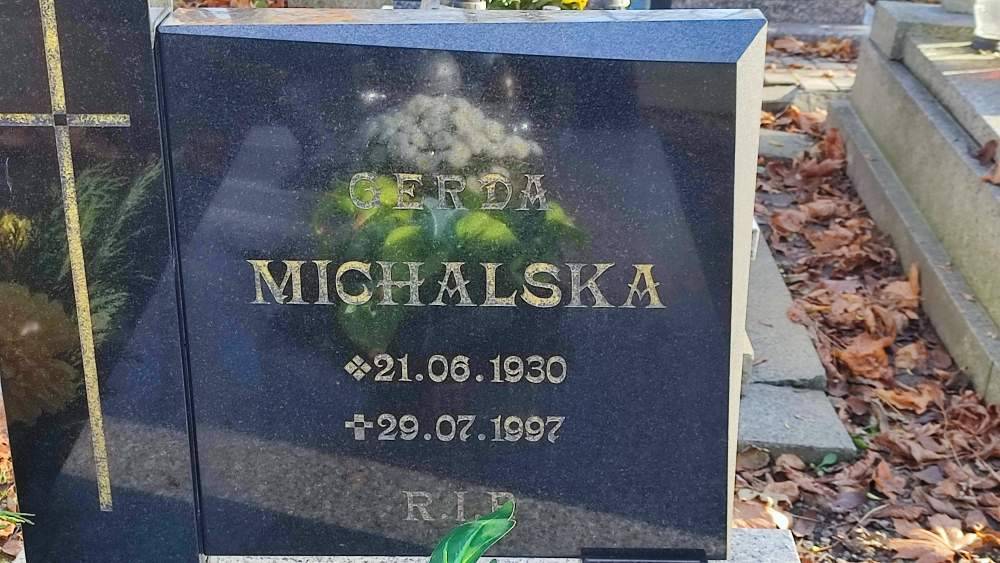 GERDA
MICHALSKA
❖21.06.1930
✝29.07.1997
R.I.P.